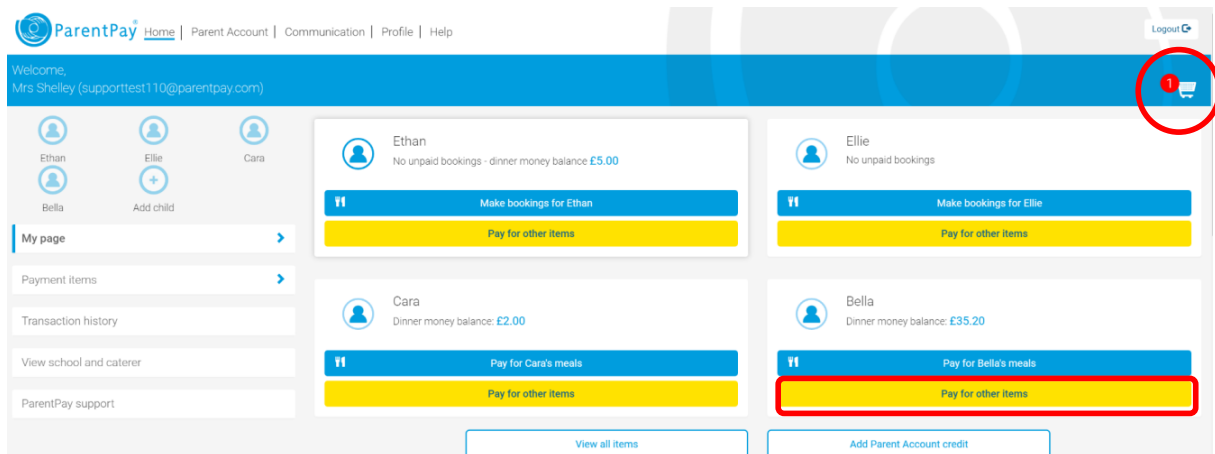 ParentPay® Home | Parent Account | Communication | Profile | Help
Logout
Welcome,
Mrs Shelley (supporttest110@parentpay.com)
1
Ethan Ellie Cara
Bella Add child
My page
Payment items
Transaction history
View school and caterer
ParentPay support
Ethan
No unpaid bookings - dinner money balance £5.00
Make bookings for Ethan
Pay for other items
Ellie
No unpaid bookings
Make bookings for Ellie
Pay for other items
Cara
Dinner money balance: £2.00
Pay for Cara's meals
Pay for other items
Bella
Dinner money balance: £35.20
Pay for Bella's meals
Pay for other items
View all items
Add Parent Account credit